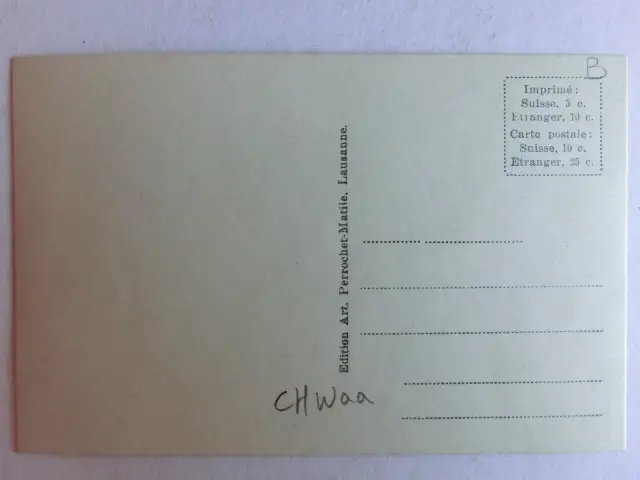 B
Imprimé:
Suisse, 5 c.
Etranger, 10 c.
Carte postale:
Suisse, 10 c.
Etranger, 25 c.
Edition Art. Perrochet-Matile, Lausanne.
CHWaa